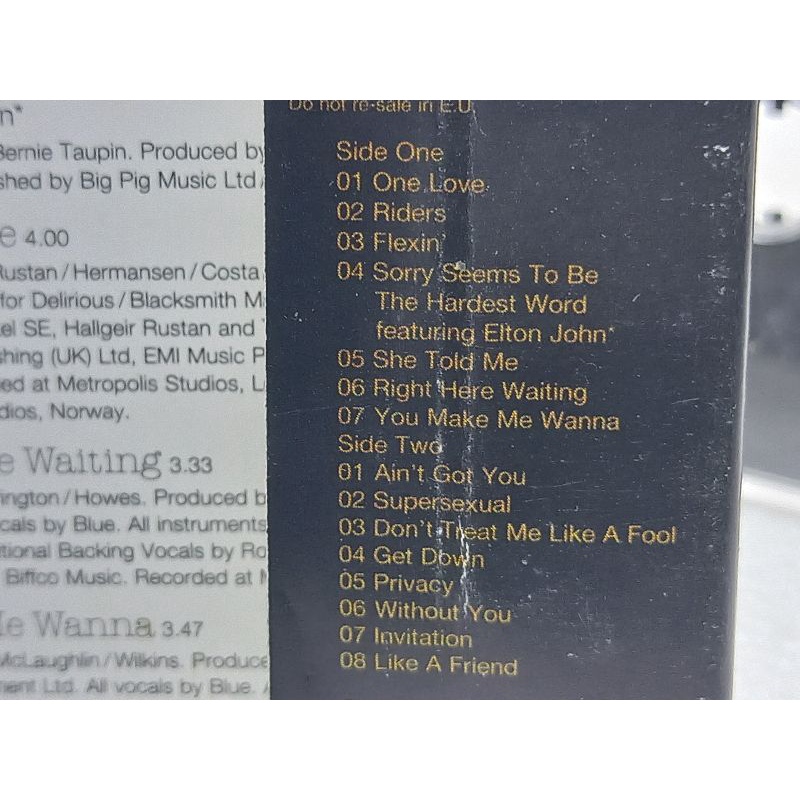 n"
Bernie Taupin. Produced by
shed by Big Pig Music Ltd
e 4.00
Rustan/Hermansen/Costa
for Delirious/Blacksmith M
el SE, Hallgeir Rustan and
shing (UK) Ltd, EMI Music P
ed at Metropolis Studios, L
dios, Norway.
e Waiting 3.33
ington/Howes. Produced b
cals by Blue. All instruments
tional Backing Vocals by Ro
Biffco Music. Recorded at
Me Wanna 3.47
McLaughlin/Wilkins. Produce
ment Ltd. All vocals by Blue.
Do not re-sale in E.U.
Side One
01 One Love
02 Riders
03 Flexin'
04 Sorry Seems To Be
The Hardest Word
featuring Elton John*
05 She Told Me
06 Right Here Waiting
07 You Make Me Wanna
Side Two
01 Ain't Got You
02 Supersexual
03 Don't Treat Me Like A Fool
04 Get Down
05 Privacy
06 Without You
07 Invitation
08 Like A Friend